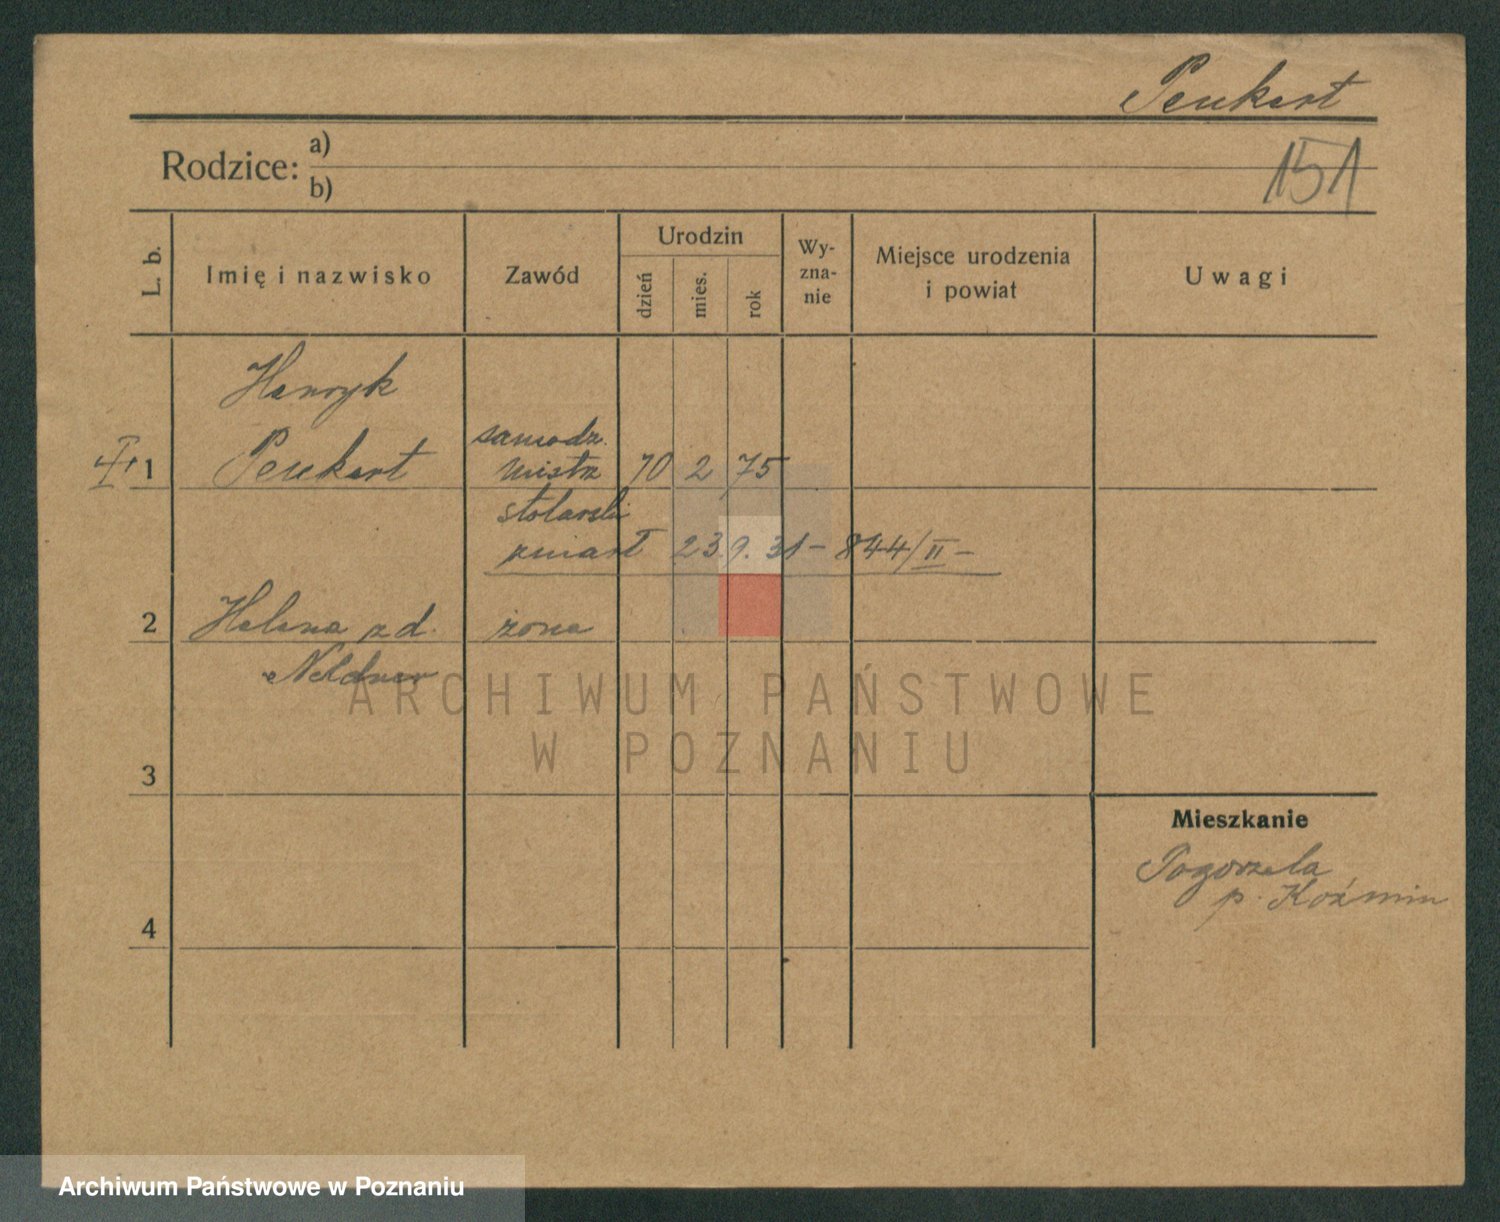 Peukert
151
Rodzice: a)
b)
L. b.
Imię i nazwisko
Zawód
Urodzin
dzień
mies.
rok
Wy-
zna-
nie
Miejsce urodzenia
i powiat
Uwagi
Henryk
samodz.
1 Peukert mistrz 2 75
stolarski
zmarł 23. 9. 31 – 844/II –
2 Helena z d. żona
Neldner
3
Mieszkanie
Pogorzela
p. Koźmin
4
ARCHIWUM PAŃSTWOWE
W POZNANIU
Archiwum Państwowe w Poznaniu